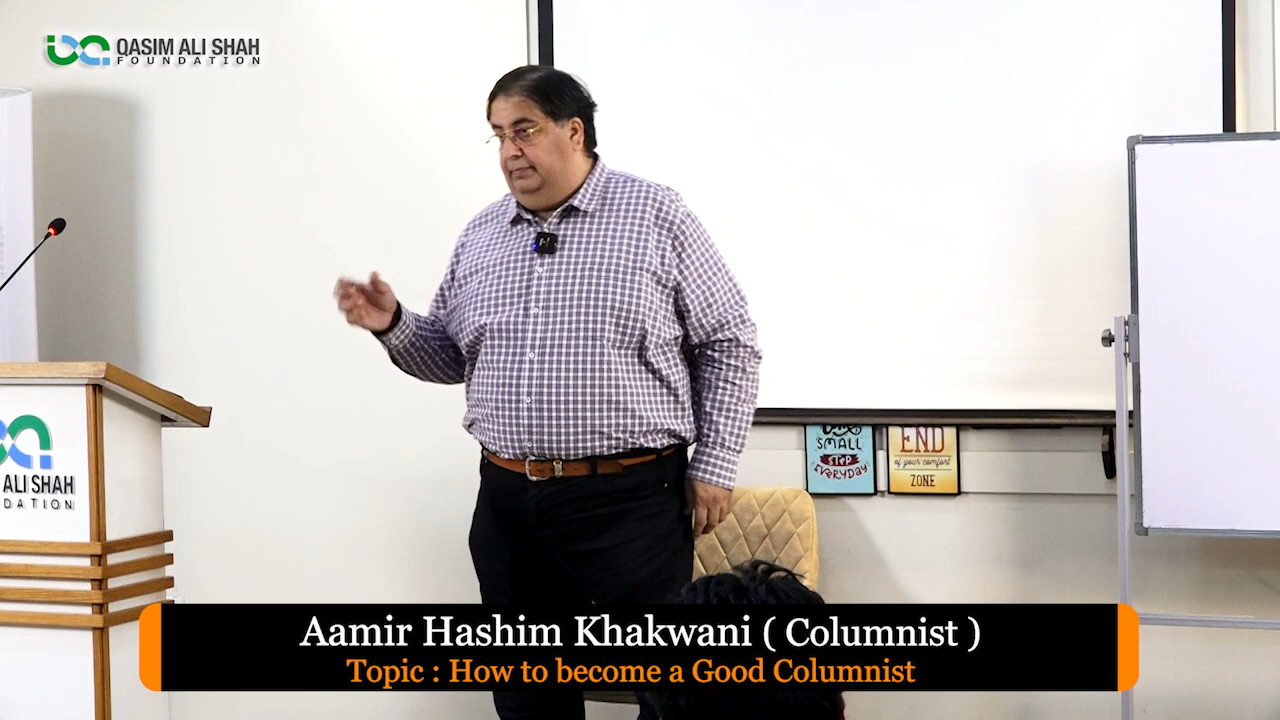 QASIM ALI SHAH
FOUNDATION
SMALL
STEP
EVERYDAY
END
of your comfort
ZONE
ALI SHAH
DATION
Aamir Hashim Khakwani ( Columnist )
Topic : How to become a Good Columnist